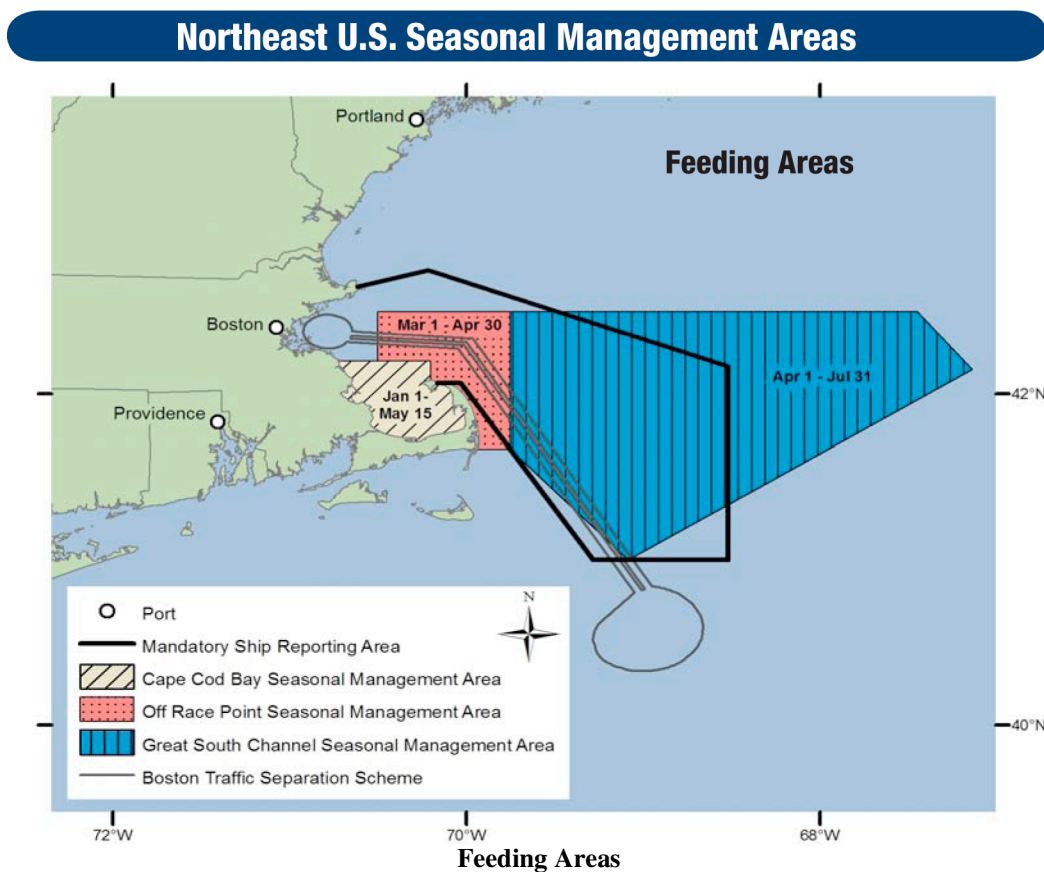 Northeast U.S. Seasonal Management Areas
Portland
Feeding Areas
Boston
Mar 1 - Apr 30
Apr 1 - Jul 31
Jan 1-
May 15
42°N
Providence
N
Port
Mandatory Ship Reporting Area
Cape Cod Bay Seasonal Management Area
Off Race Point Seasonal Management Area
Great South Channel Seasonal Management Area
Boston Traffic Separation Scheme
40°N
72°W
70°W
68°W
Feeding Areas